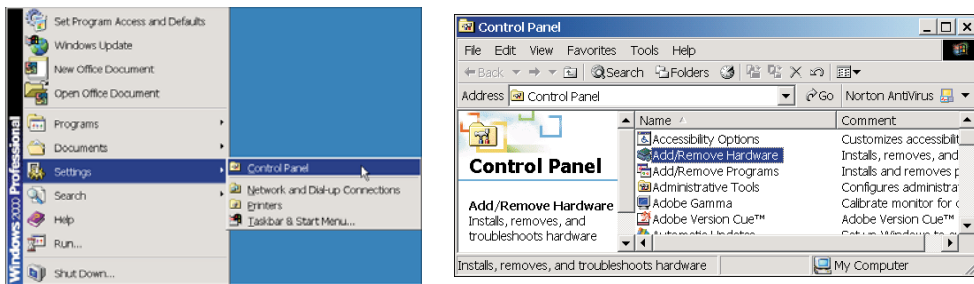 Set Program Access and Defaults
Windows Update
New Office Document
Open Office Document
Programs
Documents
Settings
Search
Help
Run...
Shut Down...
Windows 2000 Professional
Control Panel
Network and Dial-up Connections
Printers
Taskbar & Start Menu...
Control Panel
File Edit View Favorites Tools Help
Back Search Folders
Address Control Panel Go Norton AntiVirus
Control Panel
Add/Remove Hardware
Installs, removes, and
troubleshoots hardware
Name Comment
Accessibility Options Customizes accessibilit
Add/Remove Hardware Installs, removes, and
Add/Remove Programs Installs and removes p
Administrative Tools Configures administra
Adobe Gamma Calibrate monitor for c
Adobe Version Cue™ Adobe Version Cue™
Automatic Updates
Installs, removes, and troubleshoots hardware My Computer